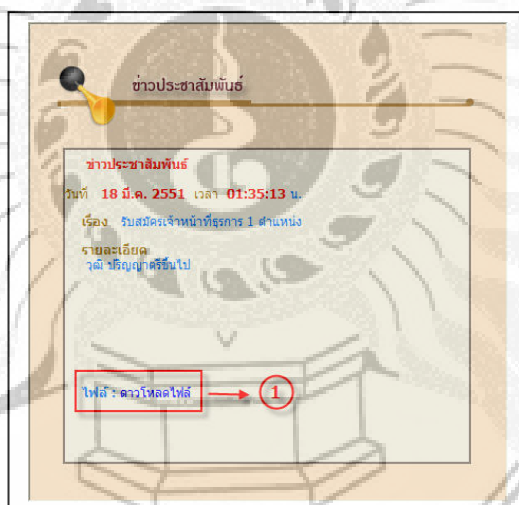 ข่าวประชาสัมพันธ์
ข่าวประชาสัมพันธ์
วันที่ 18 มี.ค. 2551 เวลา 01:35:13 น.
เรื่อง รับสมัครเจ้าหน้าที่ธุรการ 1 ตำแหน่ง
รายละเอียด
วุฒิ ปริญญาตรีขึ้นไป
ไฟล์ : ดาวโหลดไฟล์ 1